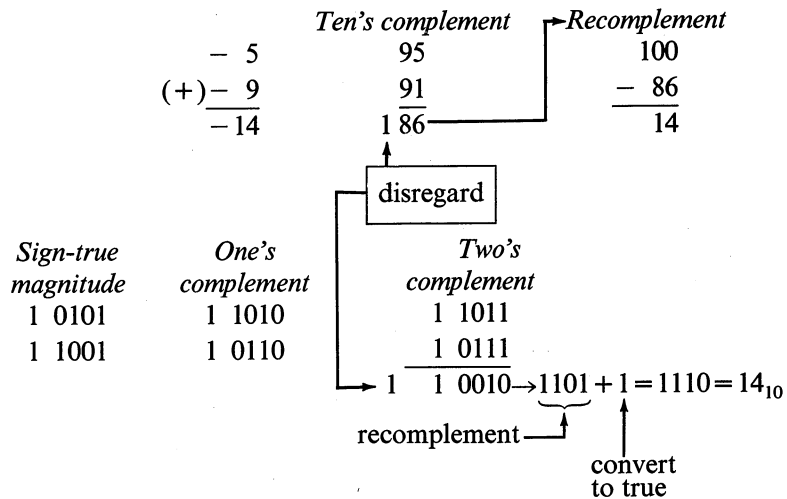 Ten's complement Recomplement
− 5 95 100
(+)− 9 91 − 86
−14 1 86 14
disregard
Sign-true One's Two's
magnitude complement complement
1 0101 1 1010 1 1011
1 1001 1 0110 1 0111
1 1 0010→1101+1=1110=14₁₀
recomplement
convert
to true